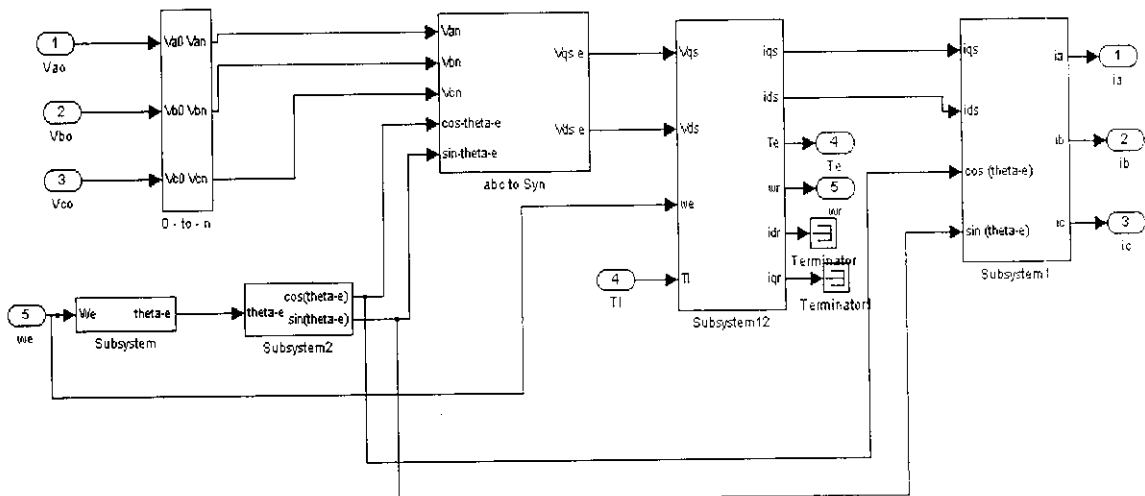 1
Vao
2
Vbo
3
Vco
Va0 Van
Vb0 Vbn
Vc0 Vcn
0 - to - n
Van
Vbn
Vcn
cos-theta-e
sin-theta-e
Vqs e
Vds e
abc to Syn
5
we
We theta-e
Subsystem
theta-e
cos(theta-e)
sin(theta-e)
Subsystem2
4
Tl
Vqs
Vds
we
Tl
iqs
ids
Te
wr
idr
iqr
Subsystem12
4
Te
5
wr
Terminator
Terminator1
iqs
ids
cos (theta-e)
sin (theta-e)
ia
ib
ic
Subsystem1
1
ia
2
ib
3
ic